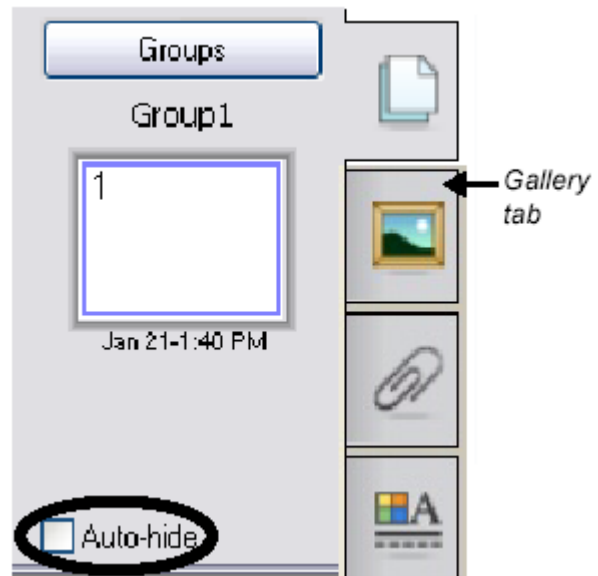 Groups
Group1
1
Jan 21-1:40 PM
Gallery
tab
A
Auto-hide